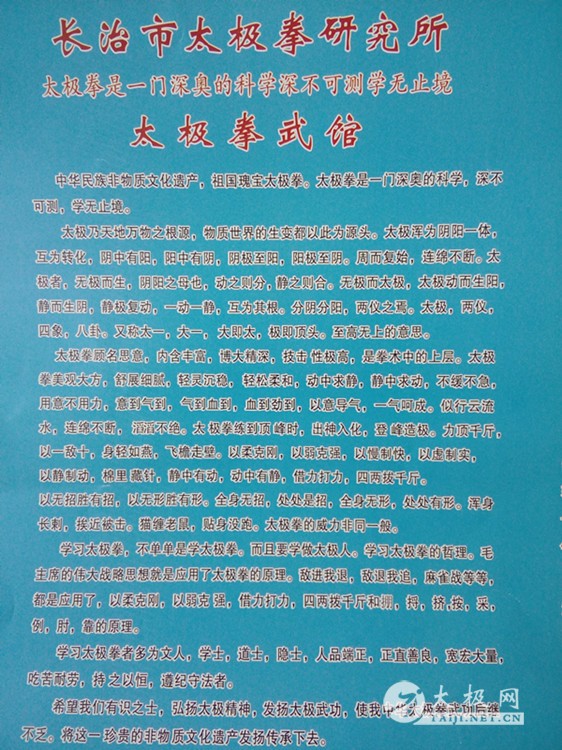 长治市太极拳研究所
太极拳是一门深奥的科学深不可测学无止境
太极拳武馆
中华民族非物质文化遗产，祖国瑰宝太极拳。太极拳是一门深奥的科学，深不
可测，学无止境。
太极乃天地万物之根源，物质世界的生变都以此为源头。太极浑为阴阳一体，
互为转化，阴中有阳，阳中有阴，阴极至阳，阳极至阴。周而复始，连绵不断。太
极者，无极而生，阴阳之母也，动之则分，静之则合。无极而太极，太极动而生阳，
静而生阴，静极复动，一动一静，互为其根。分阴分阳，两仪之焉。太极，两仪，
四象，八卦。又称太一，大一，大即太，极即顶头。至高无上的意思。
太极拳顾名思意，内含丰富，博大精深，技击性极高，是拳术中的上层。太极
拳美观大方，舒展细腻，轻灵沉稳，轻松柔和，动中求静，静中求动，不缓不急，
用意不用力，意到气到，气到血到，血到劲到，以意导气，一气呵成。似行云流
水，连绵不断，滔滔不绝。太极拳练到顶峰时，出神入化，登峰造极。力顶千斤，
以一敌十，身轻如燕，飞檐走壁。以柔克刚，以弱克强，以慢制快，以虚制实，
以静制动，棉里藏针，静中有动，动中有静，借力打力，四两拨千斤。
以无招胜有招，以无形胜有形。全身无招，处处是招，全身无形，处处有形。浑身
长刺，挨近被击。猫缠老鼠，贴身没跑。太极拳的威力非同一般。
学习太极拳，不单单是学太极拳。而且要学做太极人。学习太极拳的哲理。毛
主席的伟大战略思想就是应用了太极拳的原理。敌进我退，敌退我追，麻雀战等等，
都是应用了，以柔克刚，以弱克强，借力打力，四两拨千斤和掤，捋，挤，按，采，
例，肘，靠的原理。
学习太极拳者多为文人，学士，道士，隐士，人品端正，正直善良，宽宏大量，
吃苦耐劳，持之以恒，遵纪守法者。
希望我们有识之士，弘扬太极精神，发扬太极武功，使我中华太极拳武功后继
不乏。将这一珍贵的非物质文化遗产发扬传承下去。
太极网
TAIJI.NET.CN